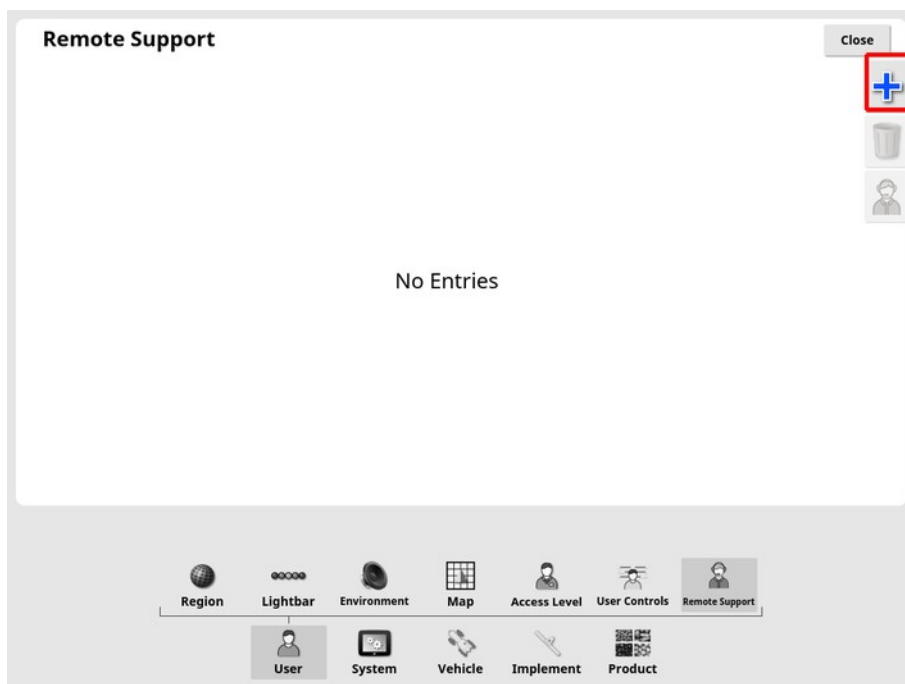 Remote Support
Close
No Entries
Region Lightbar Environment Map Access Level User Controls Remote Support
User System Vehicle Implement Product